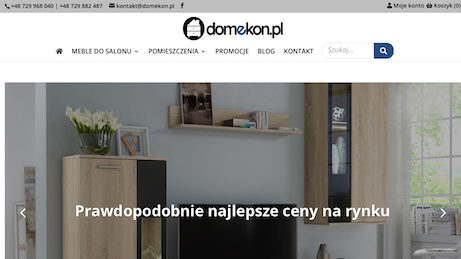 +48 729 968 040 | +48 729 882 487 kontakt@domekon.pl Moje konto Koszyk (0)
domekon.pl
MEBLE DO SALONU POMIESZCZENIA PROMOCJE BLOG KONTAKT Szukaj...
Prawdopodobnie najlepsze ceny na rynku